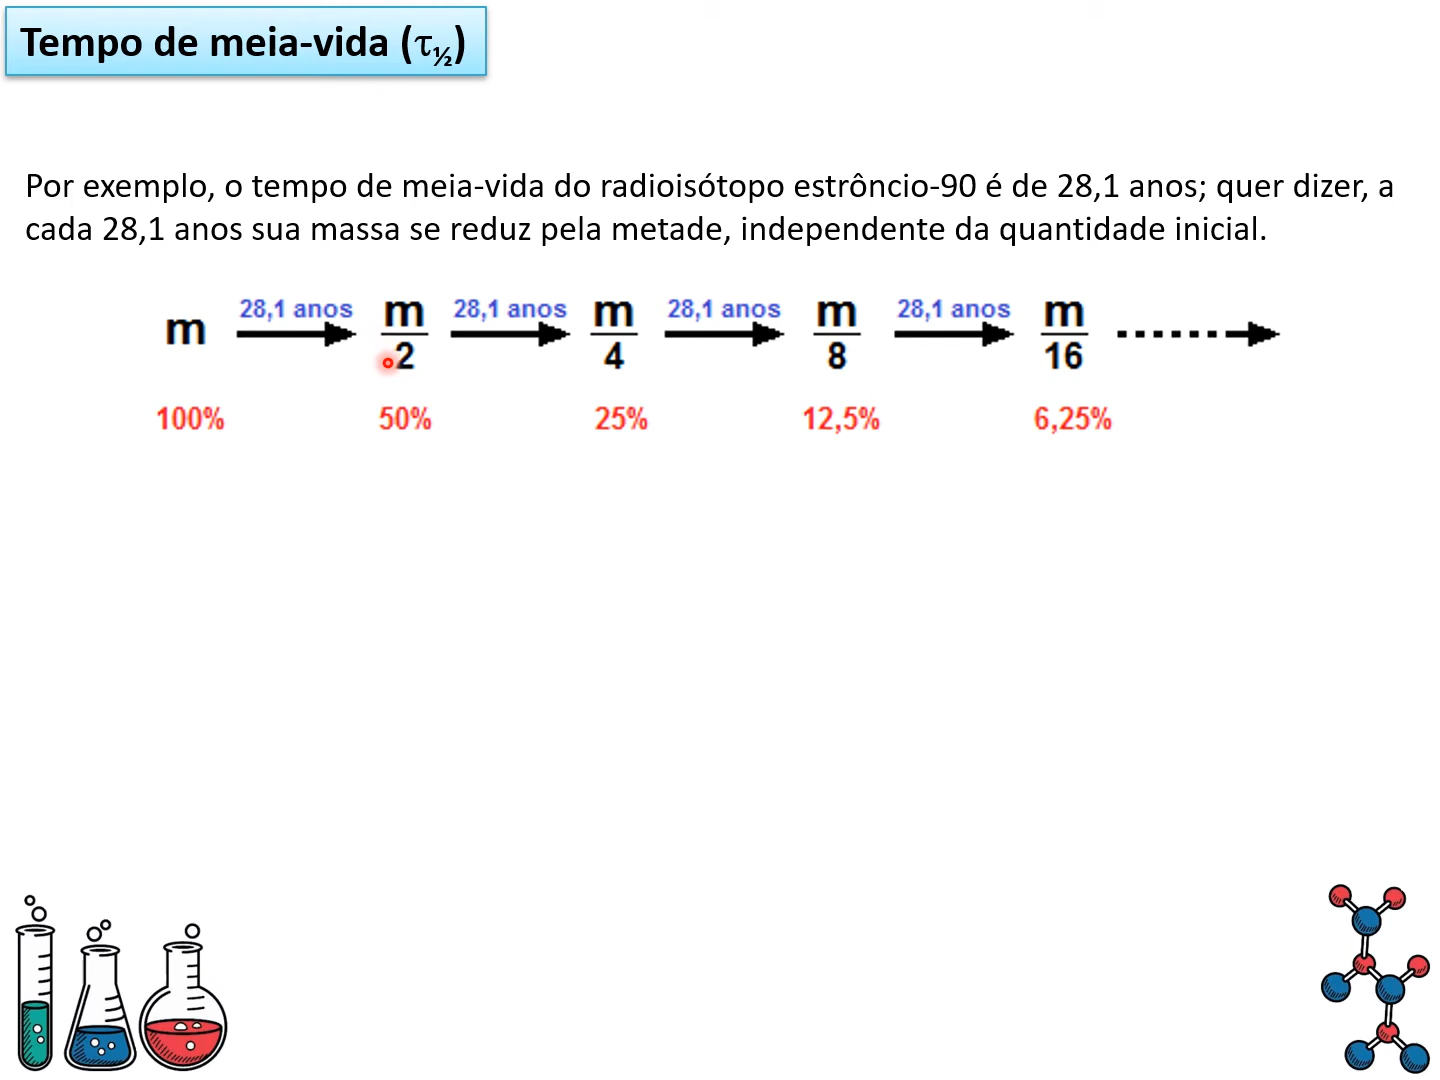 Tempo de meia-vida (τ½)
Por exemplo, o tempo de meia-vida do radioisótopo estrôncio-90 é de 28,1 anos; quer dizer, a
cada 28,1 anos sua massa se reduz pela metade, independente da quantidade inicial.
m 28,1 anos m/2 28,1 anos m/4 28,1 anos m/8 28,1 anos m/16
100% 50% 25% 12,5% 6,25%